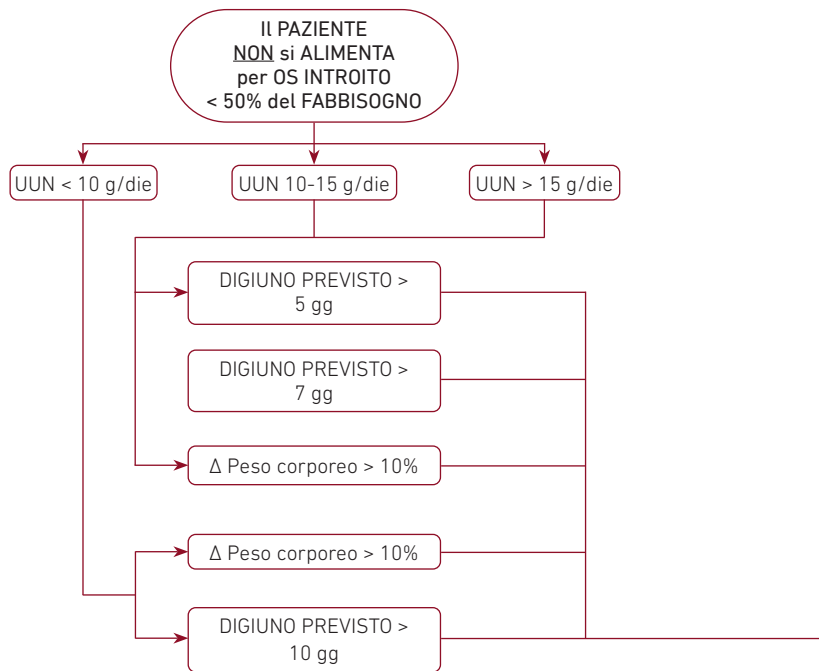 Il PAZIENTE
NON si ALIMENTA
per OS INTROITO
< 50% del FABBISOGNO
UUN < 10 g/die
UUN 10-15 g/die
UUN > 15 g/die
DIGIUNO PREVISTO >
5 gg
DIGIUNO PREVISTO >
7 gg
Δ Peso corporeo > 10%
Δ Peso corporeo > 10%
DIGIUNO PREVISTO >
10 gg